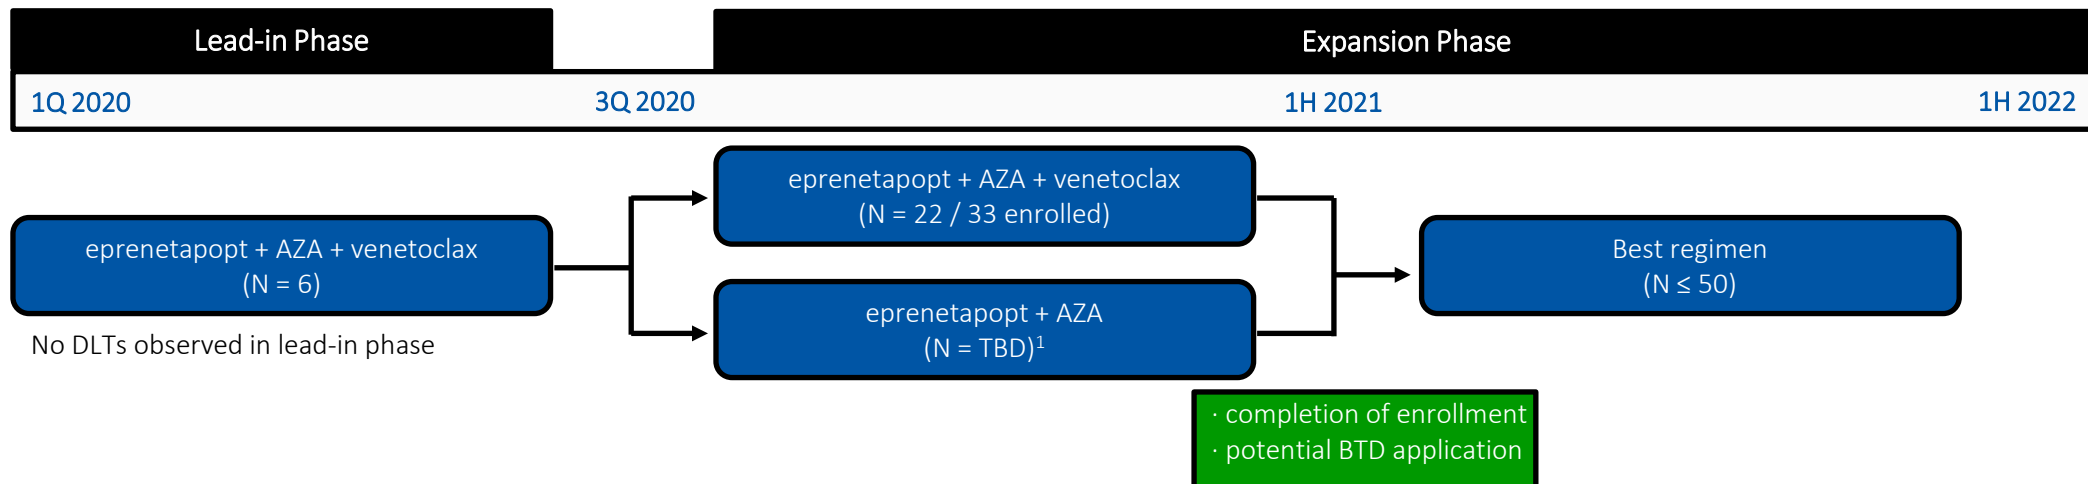 Lead-in Phase
Expansion Phase
1Q 2020
3Q 2020
1H 2021
1H 2022
eprenetapopt + AZA + venetoclax
(N = 6)
No DLTs observed in lead-in phase
eprenetapopt + AZA + venetoclax
(N = 22 / 33 enrolled)
eprenetapopt + AZA
(N = TBD)¹
Best regimen
(N ≤ 50)
· completion of enrollment
· potential BTD application